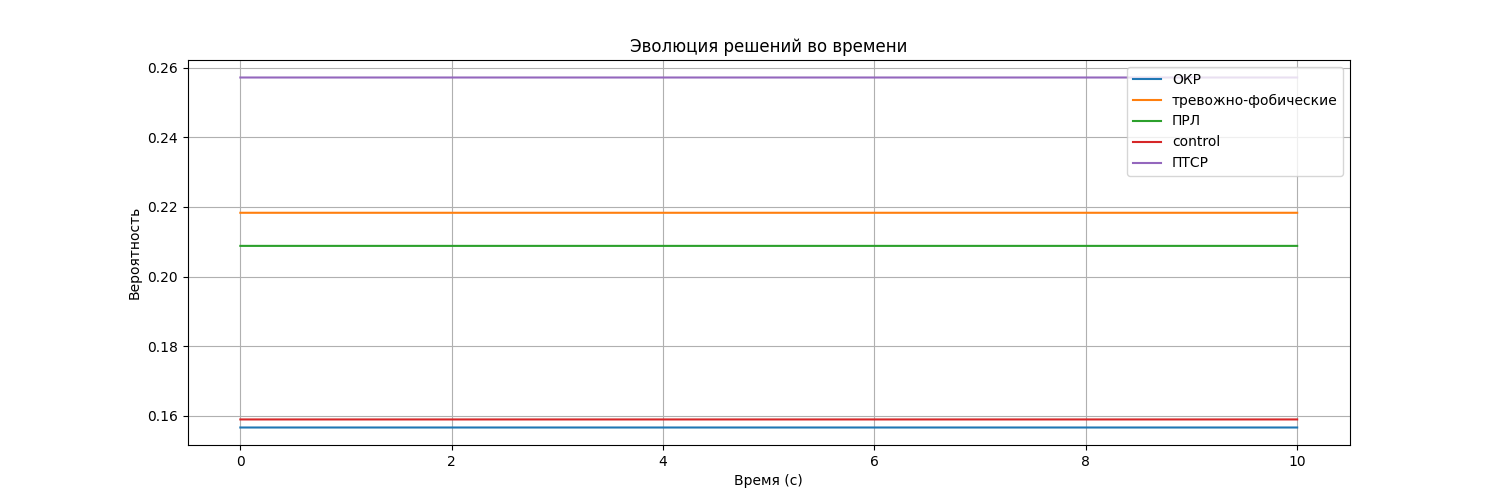 Эволюция решений во времени
0.26
0.24
0.22
0.20
0.18
0.16
Вероятность
ОКР
тревожно-фобические
ПРЛ
control
ПТСР
0 2 4 6 8 10
Время (с)